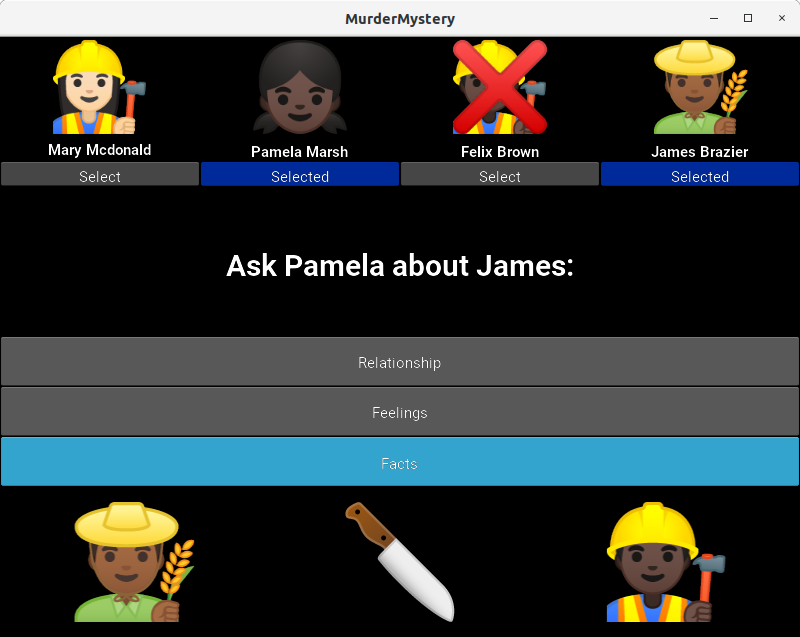 MurderMystery
Mary Mcdonald
Pamela Marsh
Felix Brown
James Brazier
Select
Selected
Select
Selected
Ask Pamela about James:
Relationship
Feelings
Facts